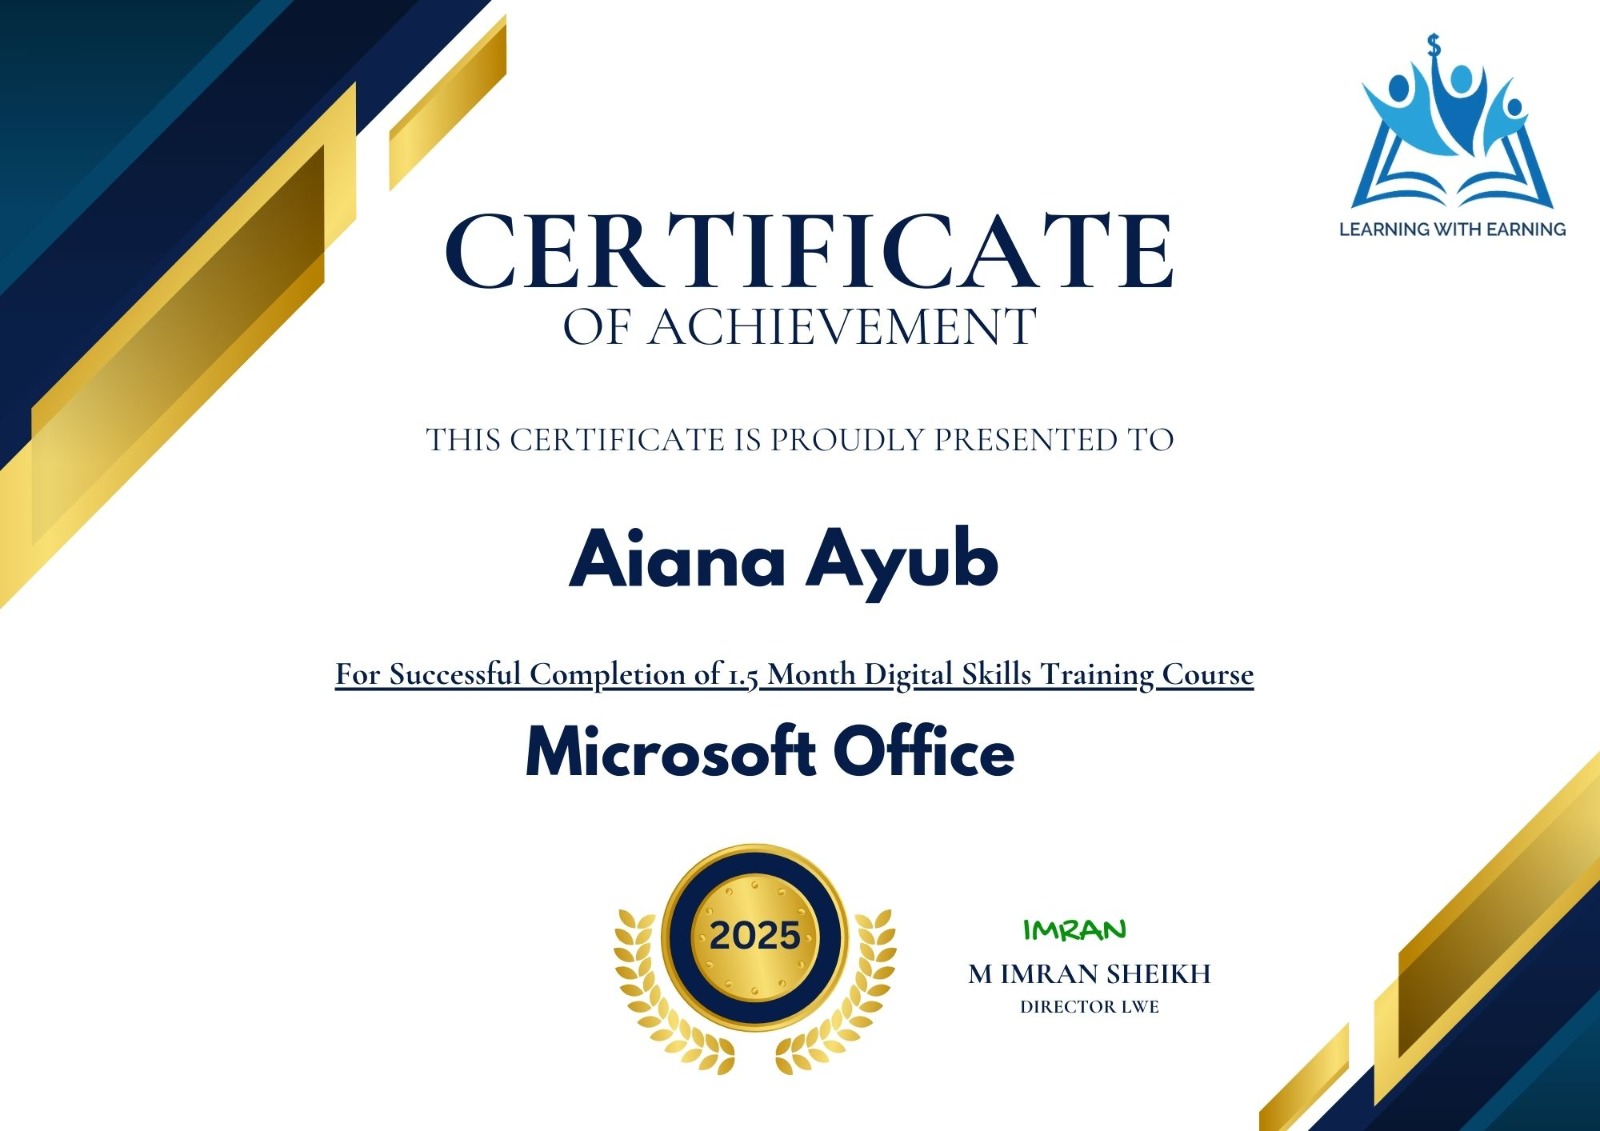 $
LEARNING WITH EARNING
CERTIFICATE
OF ACHIEVEMENT
THIS CERTIFICATE IS PROUDLY PRESENTED TO
Aiana Ayub
For Successful Completion of 1.5 Month Digital Skills Training Course
Microsoft Office
2025
IMRAN
M IMRAN SHEIKH
DIRECTOR LWE